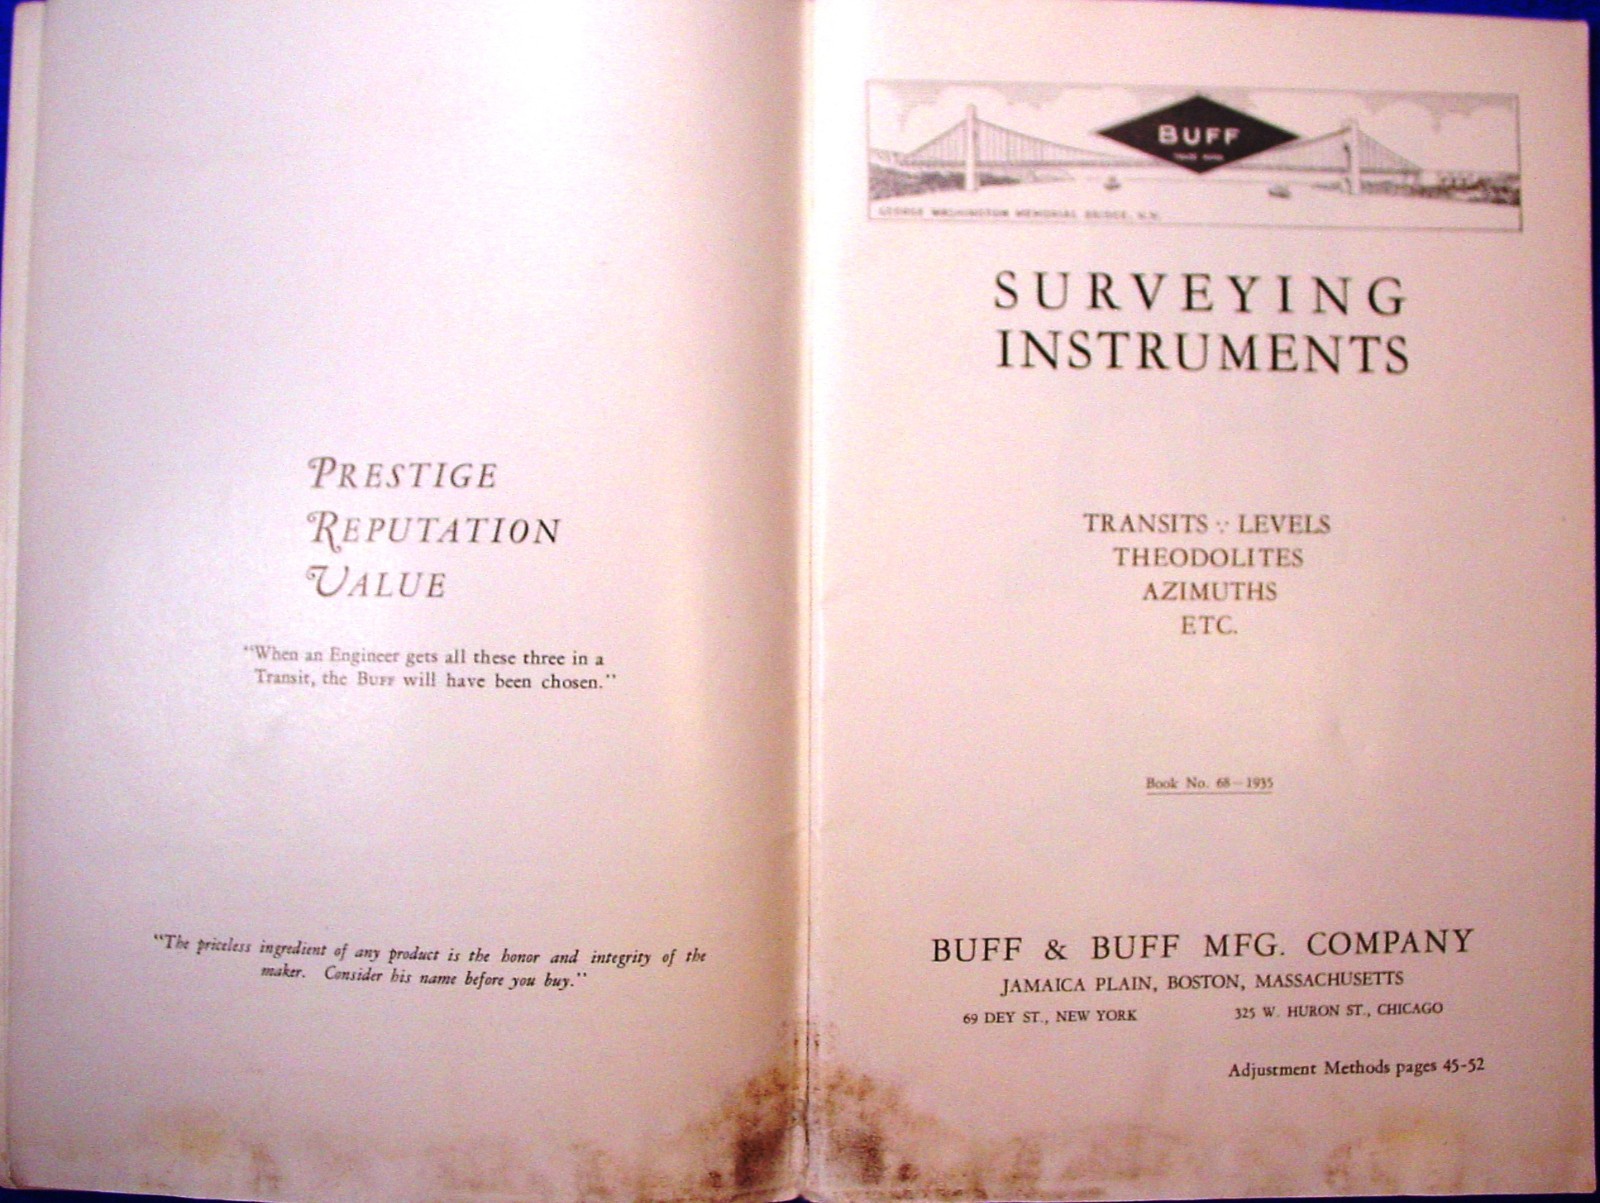 PRESTIGE
REPUTATION
VALUE
"When an Engineer gets all these three in a
Transit, the BUFF will have been chosen."
"The priceless ingredient of any product is the honor and integrity of the
maker. Consider his name before you buy."
BUFF
TRADE MARK
GEORGE WASHINGTON MEMORIAL BRIDGE, N.Y.
SURVEYING
INSTRUMENTS
TRANSITS ∵ LEVELS
THEODOLITES
AZIMUTHS
ETC.
Book No. 68—1935
BUFF & BUFF MFG. COMPANY
JAMAICA PLAIN, BOSTON, MASSACHUSETTS
69 DEY ST., NEW YORK 325 W. HURON ST., CHICAGO
Adjustment Methods pages 45-52